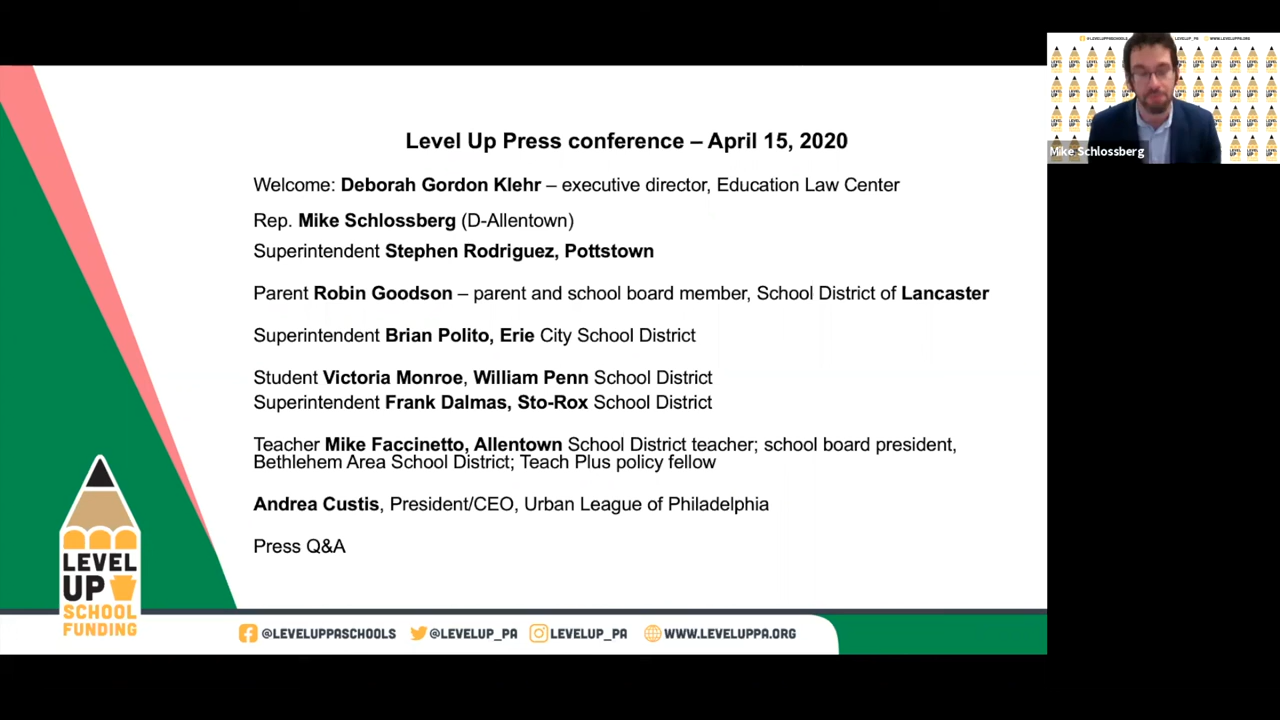 Level Up Press conference – April 15, 2020
Welcome: Deborah Gordon Klehr – executive director, Education Law Center
Rep. Mike Schlossberg (D-Allentown)
Superintendent Stephen Rodriguez, Pottstown
Parent Robin Goodson – parent and school board member, School District of Lancaster
Superintendent Brian Polito, Erie City School District
Student Victoria Monroe, William Penn School District
Superintendent Frank Dalmas, Sto-Rox School District
Teacher Mike Faccinetto, Allentown School District teacher; school board president,
Bethlehem Area School District; Teach Plus policy fellow
Andrea Custis, President/CEO, Urban League of Philadelphia
Press Q&A
LEVEL
UP
SCHOOL
FUNDING
@LEVELUPPASCHOOLS @LEVELUP_PA LEVELUP_PA WWW.LEVELUPPA.ORG
Mike Schlossberg